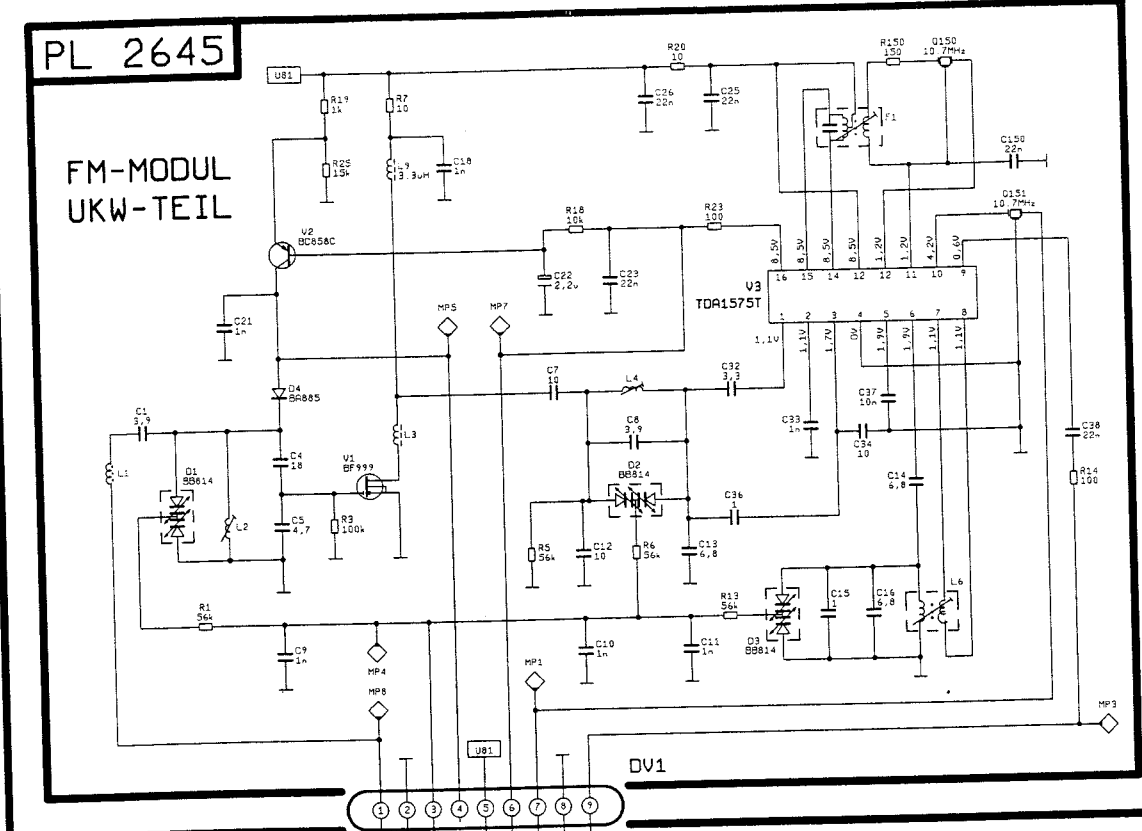 PL 2645
FM-MODUL
UKW-TEIL
U81
R19
1k
R7
10
R20
10
C26
22n
C25
22n
R150
150
Q150
10.7MHz
F1
C150
22n
R25
15k
L9
3.3uH
C18
1n
R18
10k
R23
100
Q151
10.7MHz
V2
BC858C
C22
2,2u
C23
22n
8,5V
8,5V
8,5V
8,5V
1,2V
1.2V
4,2V
0,6V
16
15
14
12
12
11
10
9
V3
TDA1575T
1
2
3
4
5
6
7
8
1,1V
1,1V
1,7V
0V
1,9V
1,9V
1,1V
1,1V
C21
1n
MP5
MP7
D4
BA885
C7
10
L4
C32
3,3
C37
10n
C1
3,9
C8
3,9
C33
1n
C34
10
C38
22n
L1
D1
BB814
C4
18
V1
BF999
L3
D2
BB814
C14
6,8
R14
100
L2
C5
4,7
R3
100k
C36
1
R5
56k
C12
10
R6
56k
C13
6,8
R1
56k
R13
56k
C15
1
C16
6,8
L6
D3
BB814
C9
1n
MP4
C10
1n
C11
1n
MP1
MP8
MP3
U81
DV1
1
2
3
4
5
6
7
8
9